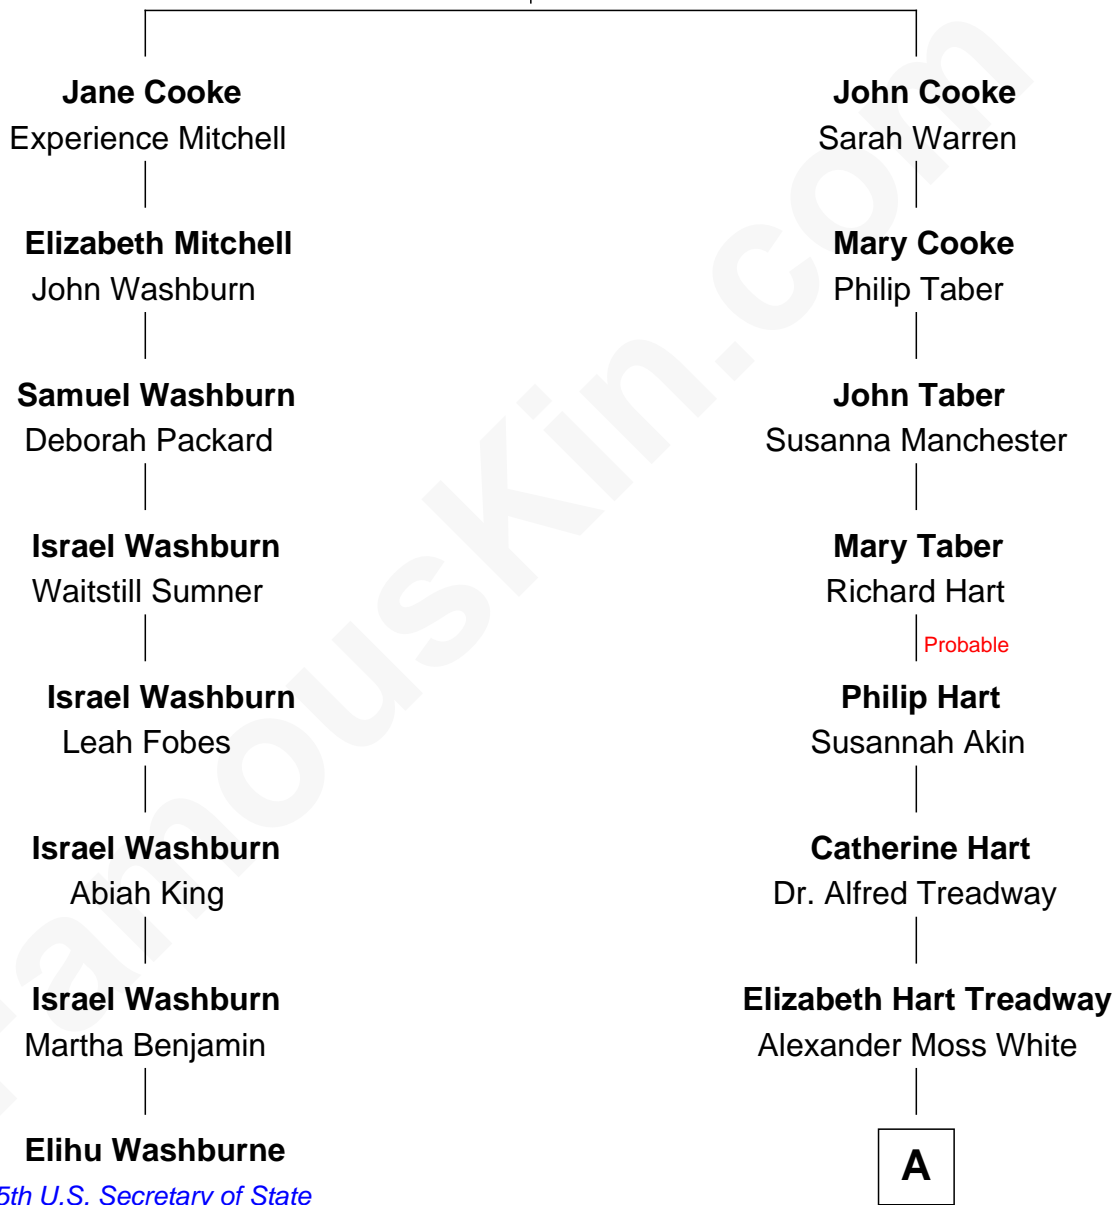 Jane Cooke
Experience Mitchell
John Cooke
Sarah Warren
Elizabeth Mitchell
John Washburn
Mary Cooke
Philip Taber
Samuel Washburn
Deborah Packard
John Taber
Susanna Manchester
Israel Washburn
Waitstill Sumner
Mary Taber
Richard Hart
Probable
Israel Washburn
Leah Fobes
Philip Hart
Susannah Akin
Israel Washburn
Abiah King
Catherine Hart
Dr. Alfred Treadway
Israel Washburn
Martha Benjamin
Elizabeth Hart Treadway
Alexander Moss White
Elihu Washburne
5th U.S. Secretary of State
A
FamousKin.com